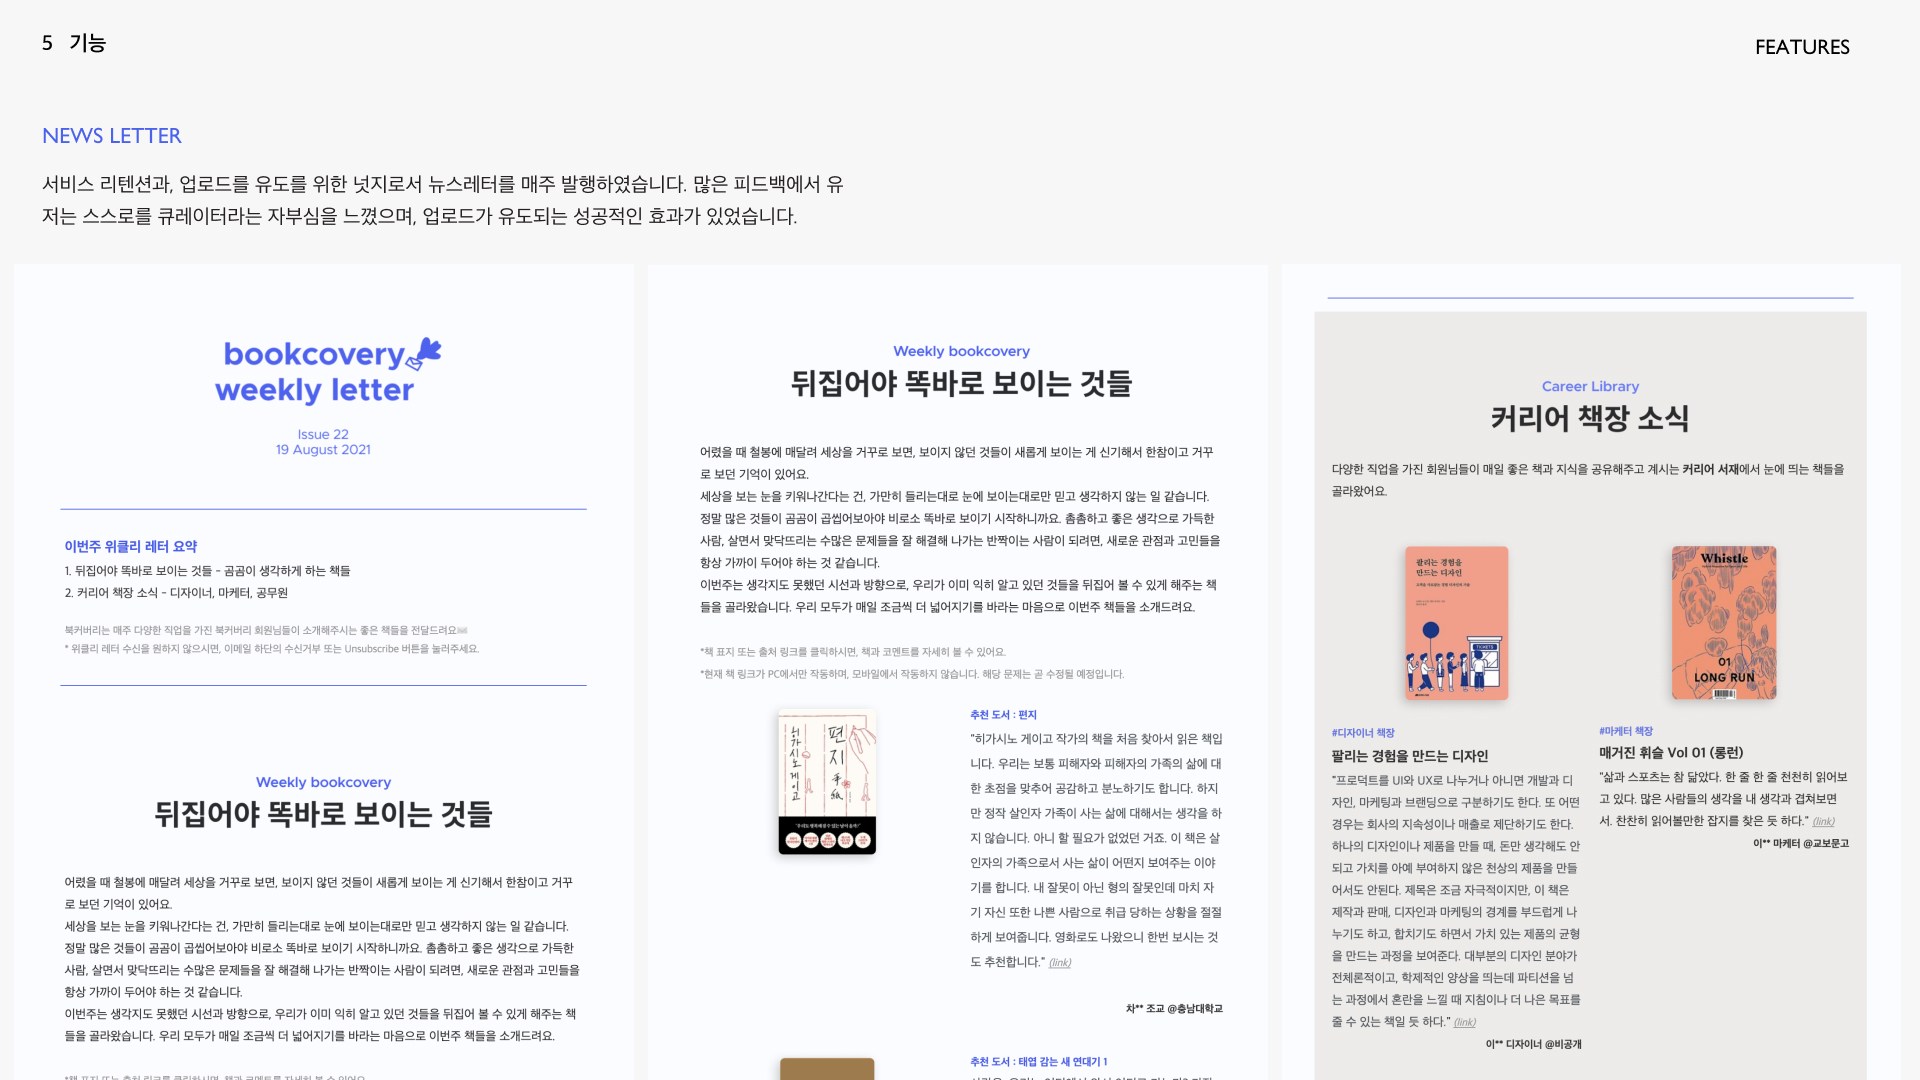 5 기능
FEATURES
NEWS LETTER
서비스 리텐션과, 업로드를 유도를 위한 넛지로서 뉴스레터를 매주 발행하였습니다. 많은 피드백에서 유
저는 스스로를 큐레이터라는 자부심을 느꼈으며, 업로드가 유도되는 성공적인 효과가 있었습니다.
bookcovery
weekly letter
Issue 22
19 August 2021
이번주 위클리 레터 요약
1. 뒤집어야 똑바로 보이는 것들 - 곰곰이 생각하게 하는 책들
2. 커리어 책장 소식 - 디자이너, 마케터, 공무원
북커버리는 매주 다양한 직업을 가진 북커버리 회원님들이 소개해주시는 좋은 책들을 전달드려요
* 위클리 레터 수신을 원하지 않으시면, 이메일 하단의 수신거부 또는 Unsubscribe 버튼을 눌러주세요.
Weekly bookcovery
뒤집어야 똑바로 보이는 것들
어렸을 때 철봉에 매달려 세상을 거꾸로 보면, 보이지 않던 것들이 새롭게 보이는 게 신기해서 한참이고 거꾸
로 보던 기억이 있어요.
세상을 보는 눈을 키워나간다는 건, 가만히 들리는대로 눈에 보이는대로만 믿고 생각하지 않는 일 같습니다.
정말 많은 것들이 곰곰이 곱씹어보아야 비로소 똑바로 보이기 시작하니까요. 촘촘하고 좋은 생각으로 가득한
사람, 살면서 맞닥뜨리는 수많은 문제들을 잘 해결해 나가는 반짝이는 사람이 되려면, 새로운 관점과 고민들을
항상 가까이 두어야 하는 것 같습니다.
이번주는 생각지도 못했던 시선과 방향으로, 우리가 이미 익히 알고 있던 것들을 뒤집어 볼 수 있게 해주는 책
들을 골라왔습니다. 우리 모두가 매일 조금씩 더 넓어지기를 바라는 마음으로 이번주 책들을 소개드려요.
*책 표지 또는 출처 링크를 클릭하시면, 책과 코멘트를 자세히 볼 수 있어요.
Weekly bookcovery
뒤집어야 똑바로 보이는 것들
어렸을 때 철봉에 매달려 세상을 거꾸로 보면, 보이지 않던 것들이 새롭게 보이는 게 신기해서 한참이고 거꾸
로 보던 기억이 있어요.
세상을 보는 눈을 키워나간다는 건, 가만히 들리는대로 눈에 보이는대로만 믿고 생각하지 않는 일 같습니다.
정말 많은 것들이 곰곰이 곱씹어보아야 비로소 똑바로 보이기 시작하니까요. 촘촘하고 좋은 생각으로 가득한
사람, 살면서 맞닥뜨리는 수많은 문제들을 잘 해결해 나가는 반짝이는 사람이 되려면, 새로운 관점과 고민들을
항상 가까이 두어야 하는 것 같습니다.
이번주는 생각지도 못했던 시선과 방향으로, 우리가 이미 익히 알고 있던 것들을 뒤집어 볼 수 있게 해주는 책
들을 골라왔습니다. 우리 모두가 매일 조금씩 더 넓어지기를 바라는 마음으로 이번주 책들을 소개드려요.
*책 표지 또는 출처 링크를 클릭하시면, 책과 코멘트를 자세히 볼 수 있어요.
*현재 책 링크가 PC에서만 작동하며, 모바일에서 작동하지 않습니다. 해당 문제는 곧 수정될 예정입니다.
편지
手紙
히가시노 게이고
추천 도서 : 편지
"히가시노 게이고 작가의 책을 처음 찾아서 읽은 책입
니다. 우리는 보통 피해자와 피해자의 가족의 삶에 대
한 초점을 맞추어 공감하고 분노하기도 합니다. 하지
만 정작 살인자 가족이 사는 삶에 대해서는 생각을 하
지 않습니다. 아니 할 필요가 없었던 거죠. 이 책은 살
인자의 가족으로서 사는 삶이 어떤지 보여주는 이야
기를 합니다. 내 잘못이 아닌 형의 잘못인데 마치 자
기 자신 또한 나쁜 사람으로 취급 당하는 상황을 절절
하게 보여줍니다. 영화로도 나왔으니 한번 보시는 것
도 추천합니다." (link)
차** 조교 @충남대학교
추천 도서 : 태엽 감는 새 연대기 1
Career Library
커리어 책장 소식
다양한 직업을 가진 회원님들이 매일 좋은 책과 지식을 공유해주고 계시는 커리어 서재에서 눈에 띄는 책들을
골라왔어요.
팔리는 경험을
만드는 디자인
TICKETS
#디자이너 책장
팔리는 경험을 만드는 디자인
"프로덕트를 UI와 UX로 나누거나 아니면 개발과 디
자인, 마케팅과 브랜딩으로 구분하기도 한다. 또 어떤
경우는 회사의 지속성이나 매출로 제단하기도 한다.
하나의 디자인이나 제품을 만들 때, 돈만 생각해도 안
되고 가치를 아예 부여하지 않은 천상의 제품을 만들
어서도 안된다. 제목은 조금 자극적이지만, 이 책은
제작과 판매, 디자인과 마케팅의 경계를 부드럽게 나
누기도 하고, 합치기도 하면서 가치 있는 제품의 균형
을 만드는 과정을 보여준다. 대부분의 디자인 분야가
전체론적이고, 학제적인 양상을 띄는데 파티션을 넘
는 과정에서 혼란을 느낄 때 지침이나 더 나은 목표를
줄 수 있는 책일 듯 하다." (link)
이** 디자이너 @비공개
Whistle
01
LONG RUN
#마케터 책장
매거진 휘슬 Vol 01 (롱런)
"삶과 스포츠는 참 닮았다. 한 줄 한 줄 천천히 읽어보
고 있다. 많은 사람들의 생각을 내 생각과 겹쳐보면
서. 찬찬히 읽어볼만한 잡지를 찾은 듯 하다." (link)
이** 마케터 @교보문고